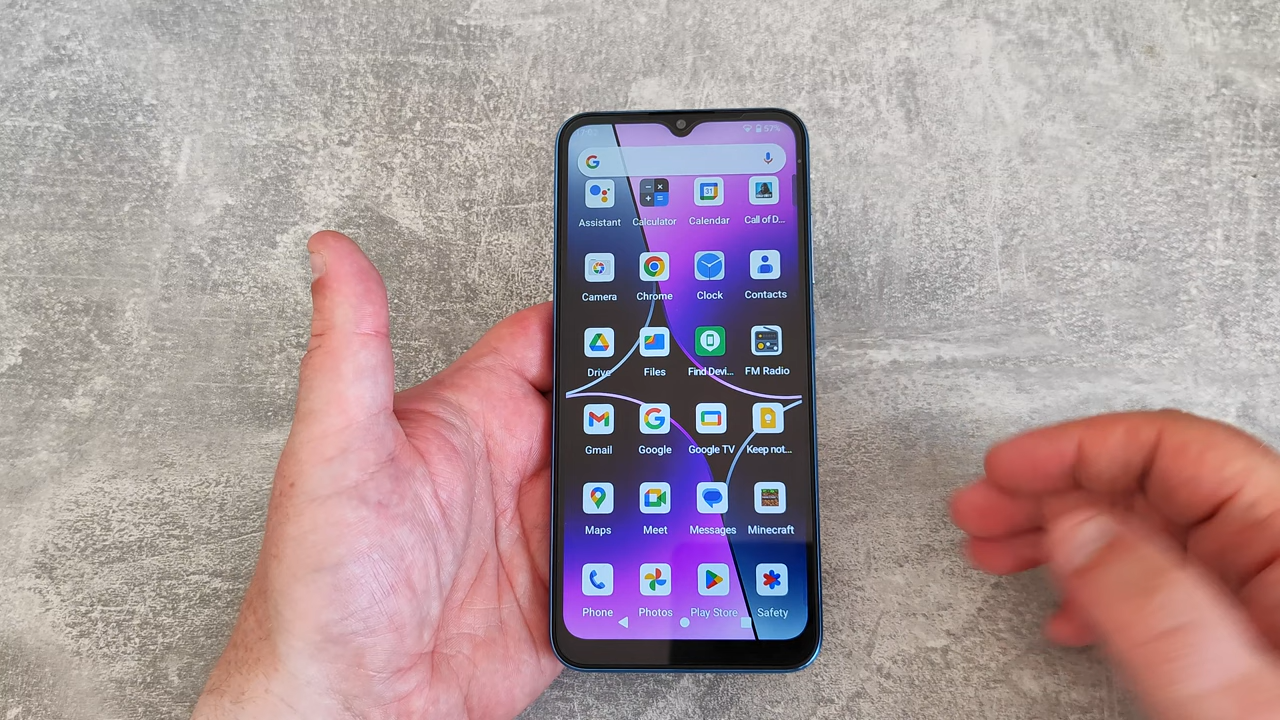 57%
Assistant Calculator Calendar Call of D...
Camera Chrome Clock Contacts
Drive Files Find Devi... FM Radio
Gmail Google Google TV Keep not...
Maps Meet Messages Minecraft
Phone Photos Play Store Safety